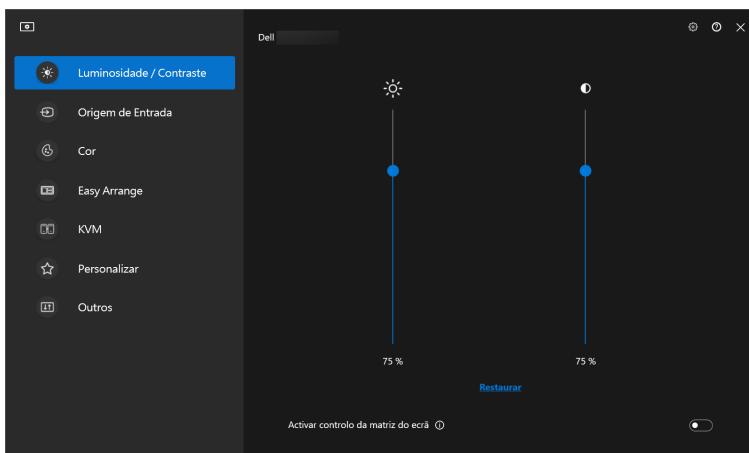 Dell
Luminosidade / Contraste
Origem de Entrada
Cor
Easy Arrange
KVM
Personalizar
Outros
75 %
75 %
Restaurar
Activar controlo da matriz do ecrã